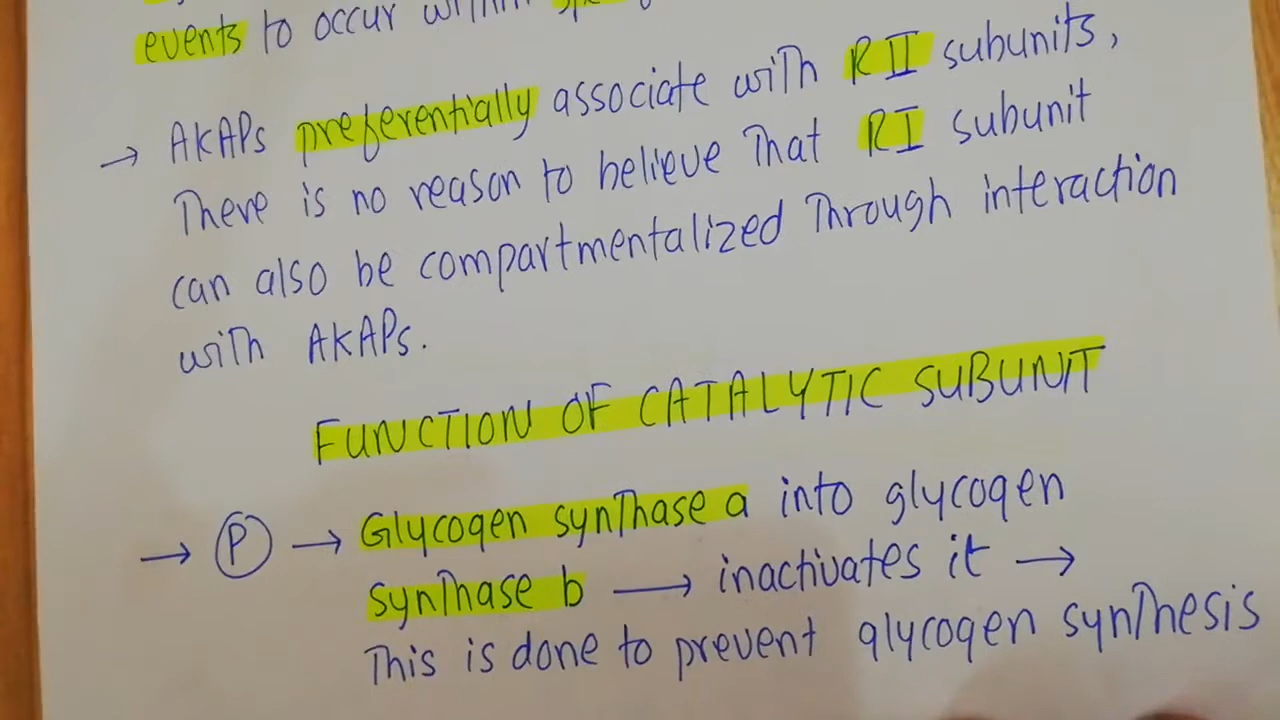 events to occur within
→ AKAPs preferentially associate with RII subunits,
There is no reason to believe That RI subunit
can also be compartmentalized Through interaction
with AKAPs.
FUNCTION OF CATALYTIC SUBUNIT
→ P → Glycogen synthase a into glycogen
synthase b → inactivates it →
This is done to prevent glycogen synthesis